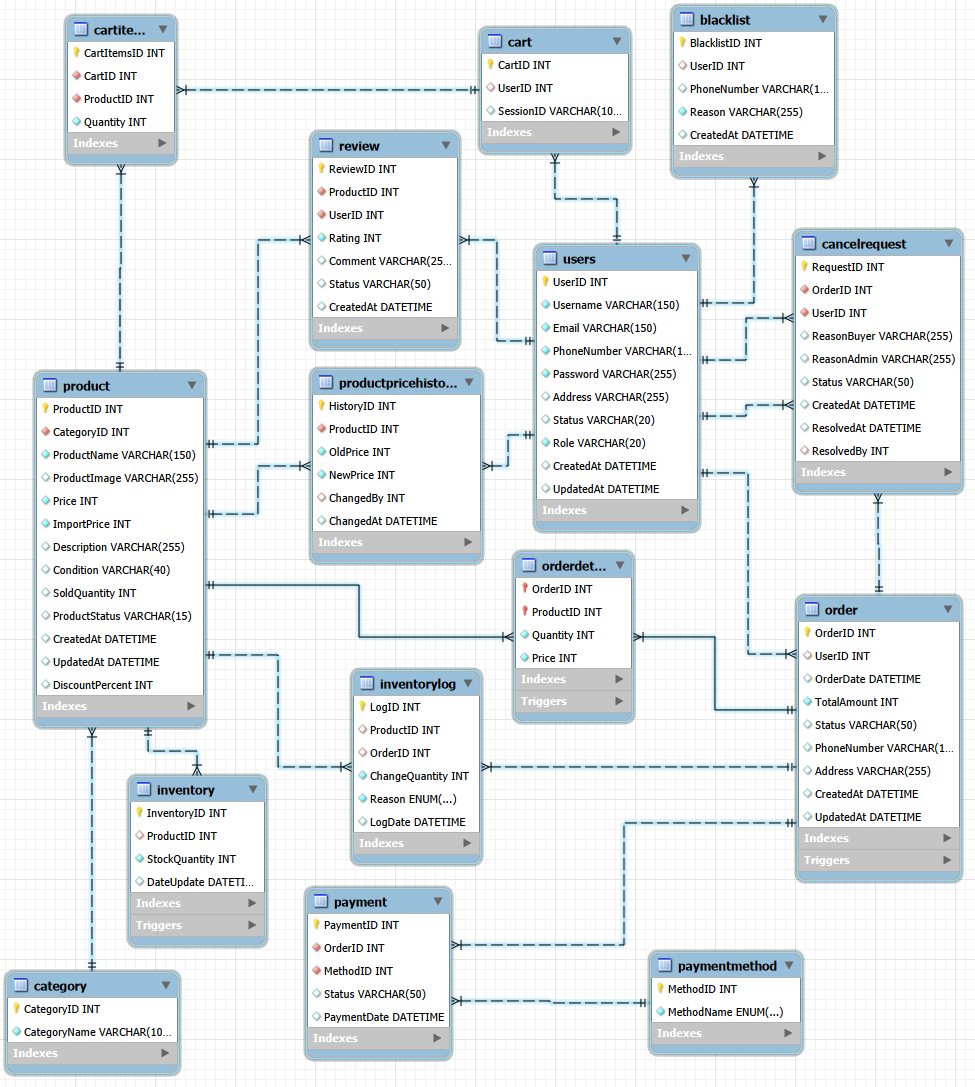 cartite...
CartItemsID INT
CartID INT
ProductID INT
Quantity INT
Indexes
cart
CartID INT
UserID INT
SessionID VARCHAR(10...
Indexes
blacklist
BlacklistID INT
UserID INT
PhoneNumber VARCHAR(1...
Reason VARCHAR(255)
CreatedAt DATETIME
Indexes
review
ReviewID INT
ProductID INT
UserID INT
Rating INT
Comment VARCHAR(25...
Status VARCHAR(50)
CreatedAt DATETIME
Indexes
users
UserID INT
Username VARCHAR(150)
Email VARCHAR(150)
PhoneNumber VARCHAR(1...
Password VARCHAR(255)
Address VARCHAR(255)
Status VARCHAR(20)
Role VARCHAR(20)
CreatedAt DATETIME
UpdatedAt DATETIME
Indexes
cancelrequest
RequestID INT
OrderID INT
UserID INT
ReasonBuyer VARCHAR(255)
ReasonAdmin VARCHAR(255)
Status VARCHAR(50)
CreatedAt DATETIME
ResolvedAt DATETIME
ResolvedBy INT
Indexes
product
ProductID INT
CategoryID INT
ProductName VARCHAR(150)
ProductImage VARCHAR(255)
Price INT
ImportPrice INT
Description VARCHAR(255)
Condition VARCHAR(40)
SoldQuantity INT
ProductStatus VARCHAR(15)
CreatedAt DATETIME
UpdatedAt DATETIME
DiscountPercent INT
Indexes
productpricehisto...
HistoryID INT
ProductID INT
OldPrice INT
NewPrice INT
ChangedBy INT
ChangedAt DATETIME
Indexes
orderdet...
OrderID INT
ProductID INT
Quantity INT
Price INT
Indexes
Triggers
order
OrderID INT
UserID INT
OrderDate DATETIME
TotalAmount INT
Status VARCHAR(50)
PhoneNumber VARCHAR(1...
Address VARCHAR(255)
CreatedAt DATETIME
UpdatedAt DATETIME
Indexes
Triggers
inventorylog
LogID INT
ProductID INT
OrderID INT
ChangeQuantity INT
Reason ENUM(...)
LogDate DATETIME
Indexes
inventory
InventoryID INT
ProductID INT
StockQuantity INT
DateUpdate DATETI...
Indexes
Triggers
payment
PaymentID INT
OrderID INT
MethodID INT
Status VARCHAR(50)
PaymentDate DATETIME
Indexes
paymentmethod
MethodID INT
MethodName ENUM(...)
Indexes
category
CategoryID INT
CategoryName VARCHAR(10...
Indexes